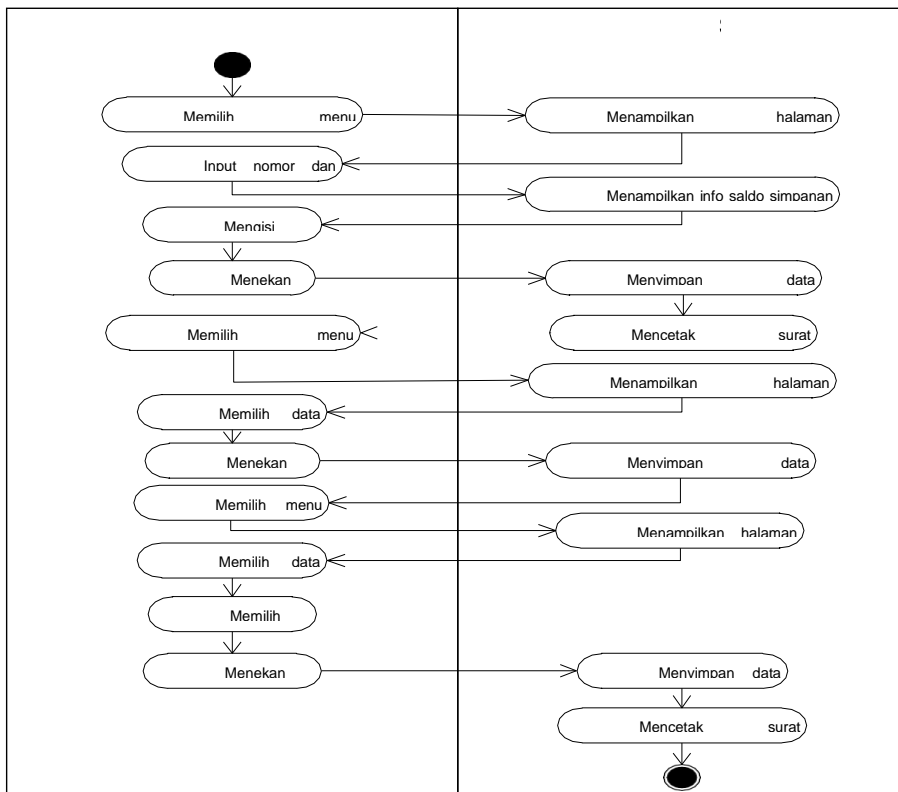 Memilih menu
Menampilkan halaman
Input nomor dan
Menampilkan info saldo simpanan
Mengisi
Menekan
Menyimpan data
Mencetak surat
Memilih menu
Menampilkan halaman
Memilih data
Menekan
Menyimpan data
Memilih menu
Menampilkan halaman
Memilih data
Memilih
Menekan
Menyimpan data
Mencetak surat